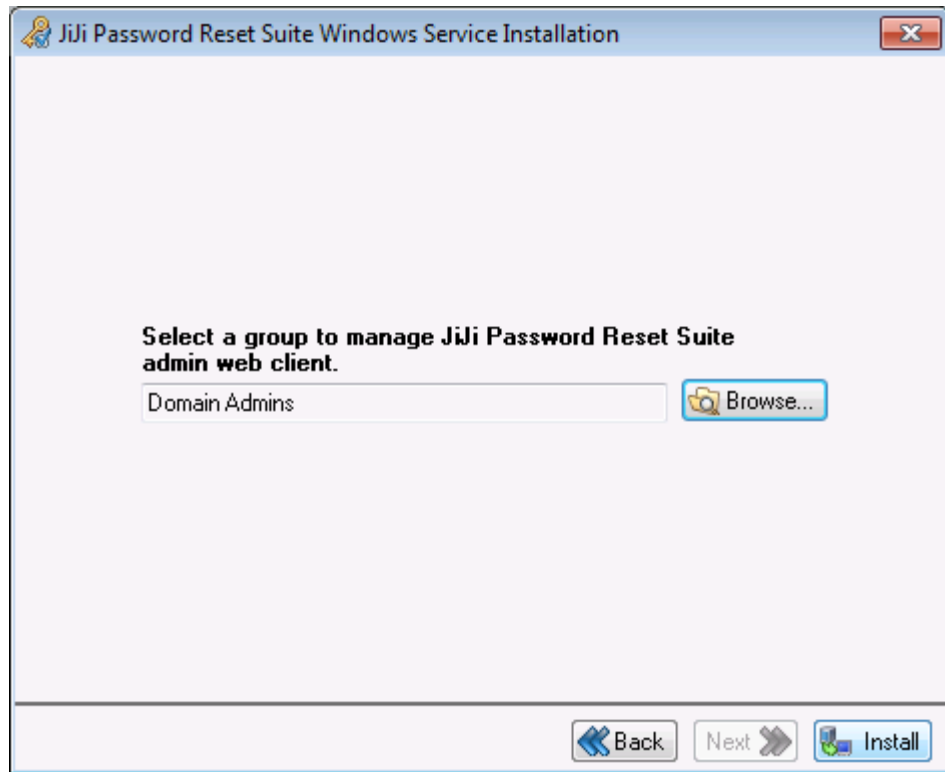 JiJi Password Reset Suite Windows Service Installation
Select a group to manage JiJi Password Reset Suite
admin web client.
Domain Admins
Browse...
Back
Next
Install